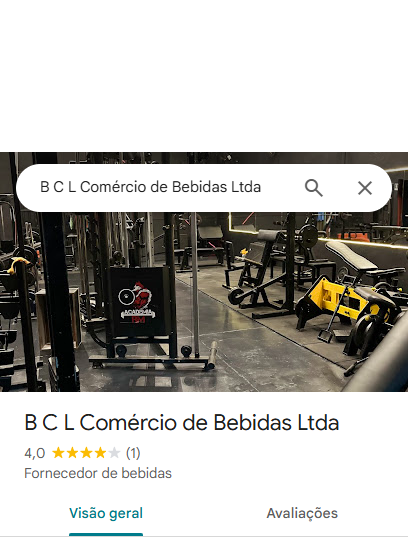 B C L Comércio de Bebidas Ltda
ACADEMIA
B C L Comércio de Bebidas Ltda
4,0 (1)
Fornecedor de bebidas
Visão geral Avaliações